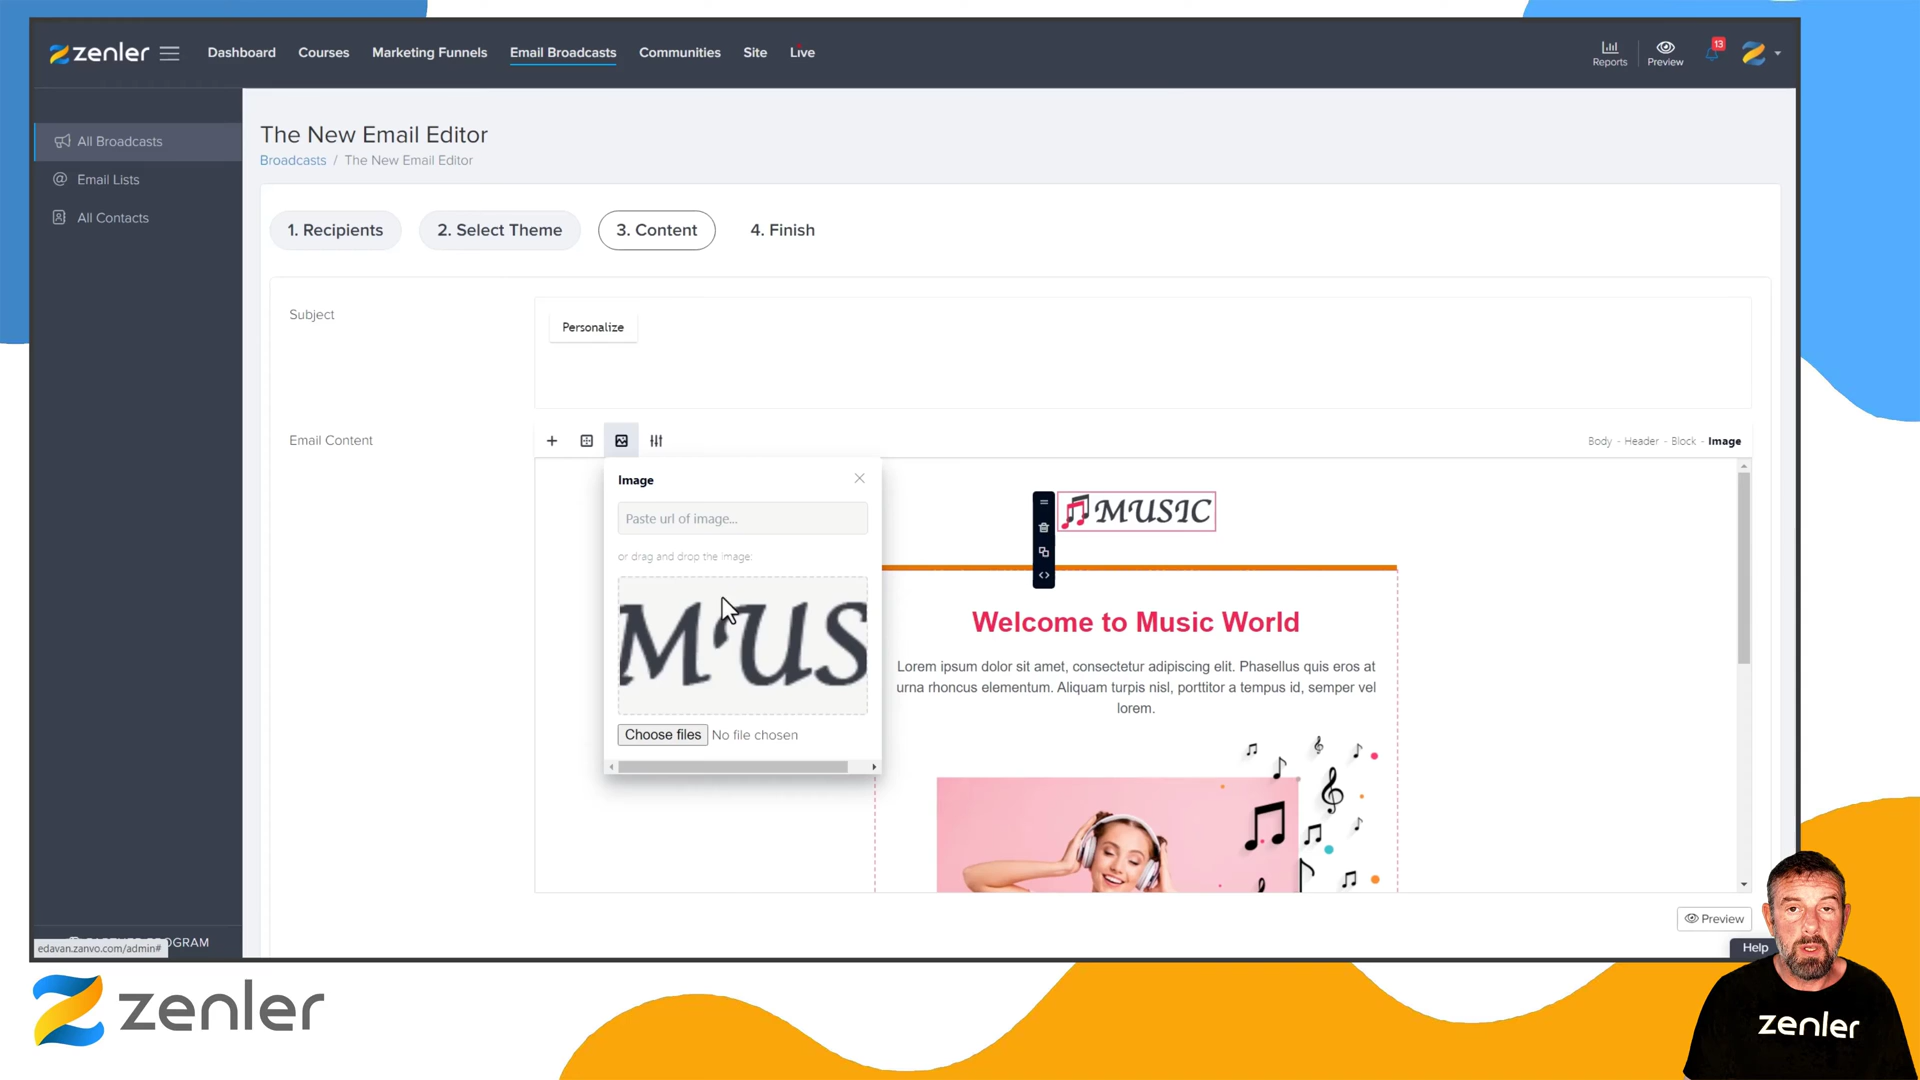 zenler
Dashboard
Courses
Marketing Funnels
Email Broadcasts
Communities
Site
Live
Reports
Preview
13
All Broadcasts
Email Lists
All Contacts
The New Email Editor
Broadcasts / The New Email Editor
1. Recipients
2. Select Theme
3. Content
4. Finish
Subject
Personalize
Email Content
Body - Header - Block - Image
Image
Paste url of image...
or drag and drop the image:
MUS
Choose files No file chosen
MUSIC
Welcome to Music World
Lorem ipsum dolor sit amet, consectetur adipiscing elit. Phasellus quis eros at
urna rhoncus elementum. Aliquam turpis nisl, porttitor a tempus id, semper vel
lorem.
Preview
Help
edavan.zanvo.com/admin#
zenler
zenler